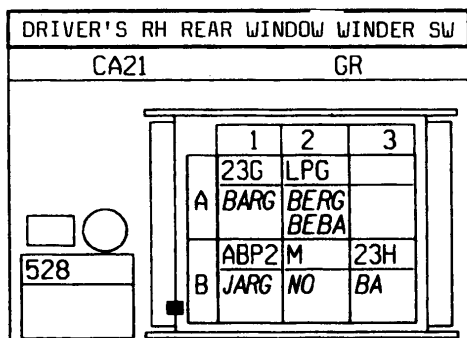 DRIVER'S RH REAR WINDOW WINDER SW
CA21 GR
1 2 3
23G LPG
A BARG BERG
BEBA
528 ABP2 M 23H
B JARG NO BA